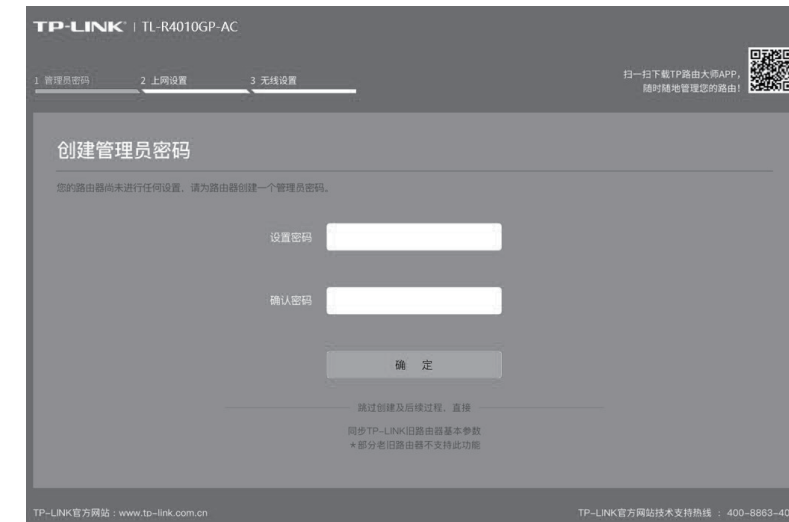 TP-LINK | TL-R4010GP-AC
1 管理员密码 2 上网设置 3 无线设置
扫一扫下载TP路由大师APP，
随时随地管理您的路由！
创建管理员密码
您的路由器尚未进行任何设置，请为路由器创建一个管理员密码。
设置密码
确认密码
确 定
跳过创建及后续过程，直接
同步TP-LINK旧路由器基本参数
*部分老旧路由器不支持此功能
TP-LINK官方网站：www.tp-link.com.cn
TP-LINK官方网站技术支持热线 ： 400-8863-40